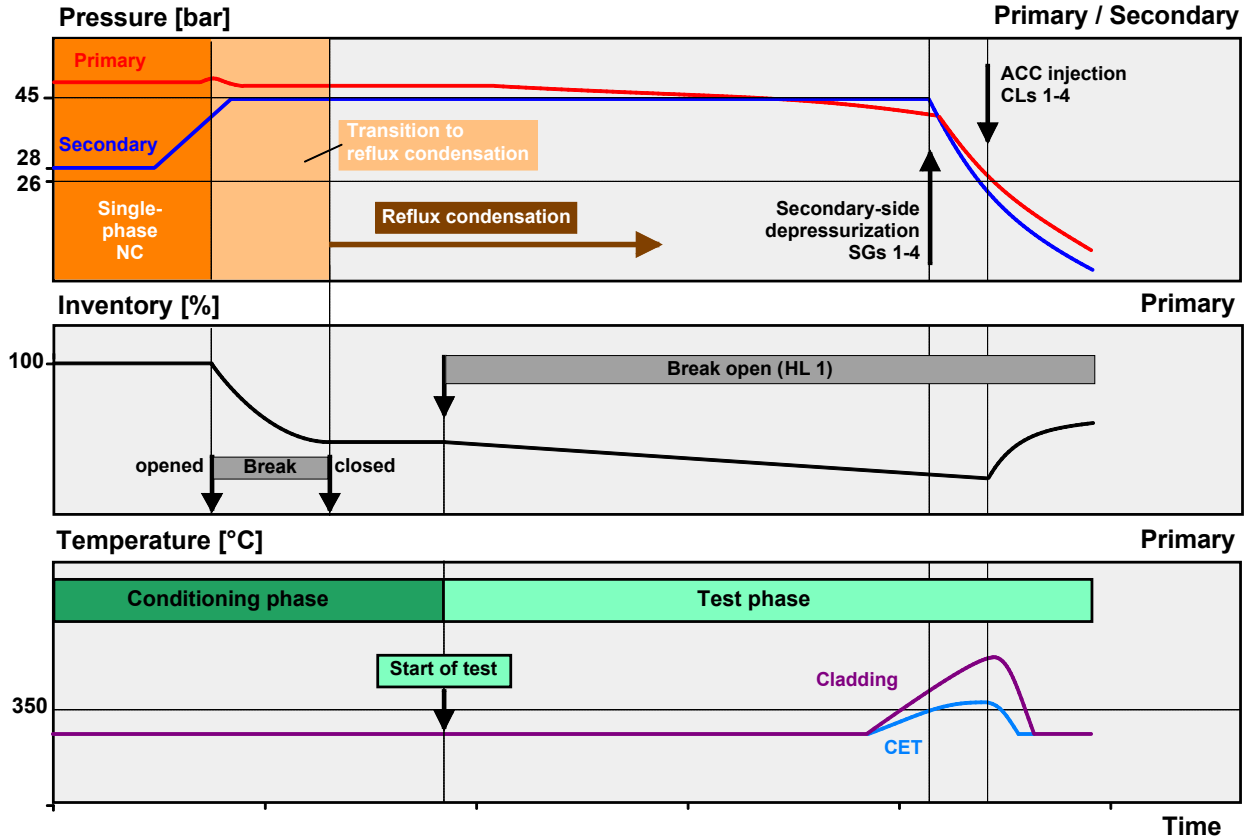 Pressure [bar]
Primary / Secondary
Primary
45
Secondary
28
26
Single-
phase
NC
Transition to
reflux condensation
Reflux condensation
Secondary-side
depressurization
SGs 1-4
ACC injection
CLs 1-4
Inventory [%]
Primary
100
Break open (HL 1)
opened
Break
closed
Temperature [°C]
Primary
Conditioning phase
Test phase
Start of test
350
Cladding
CET
Time